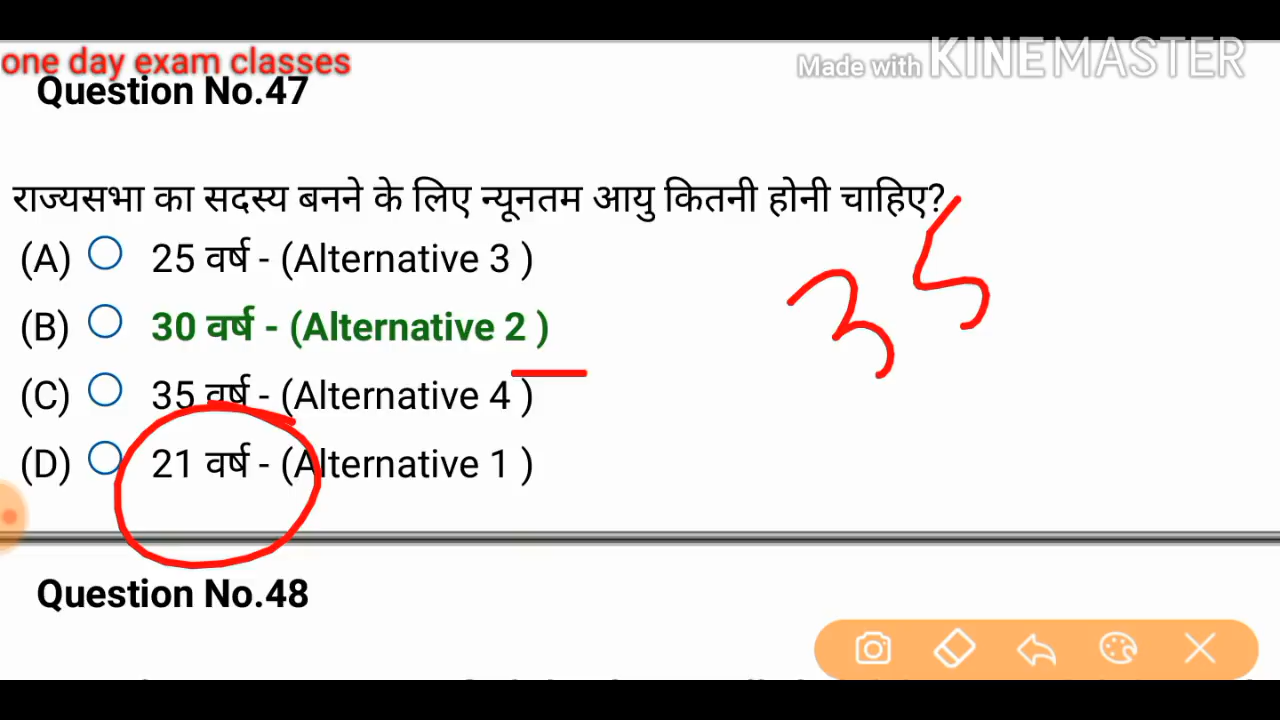 one day exam classes
Made with KINEMASTER
Question No.47
राज्यसभा का सदस्य बनने के लिए न्यूनतम आयु कितनी होनी चाहिए?
(A) 25 वर्ष - (Alternative 3 )
(B) 30 वर्ष - (Alternative 2 )
(C) 35 वर्ष - (Alternative 4 )
(D) 21 वर्ष - (Alternative 1 )
35
Question No.48